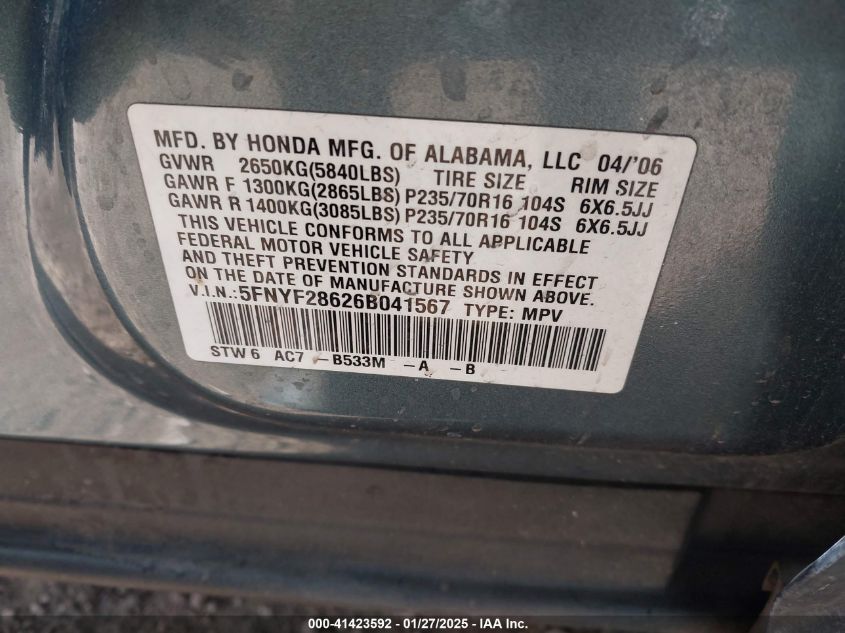 MFD. BY HONDA MFG. OF ALABAMA, LLC 04/'06
GVWR 2650KG(5840LBS) TIRE SIZE RIM SIZE
GAWR F 1300KG(2865LBS) P235/70R16 104S 6X6.5JJ
GAWR R 1400KG(3085LBS) P235/70R16 104S 6X6.5JJ
THIS VEHICLE CONFORMS TO ALL APPLICABLE
FEDERAL MOTOR VEHICLE SAFETY
AND THEFT PREVENTION STANDARDS IN EFFECT
ON THE DATE OF MANUFACTURE SHOWN ABOVE.
V.I.N.:5FNYF28626B041567 TYPE: MPV
STW 6 AC7 -B533M -A -B
000-41423592 - 01/27/2025 - IAA Inc.